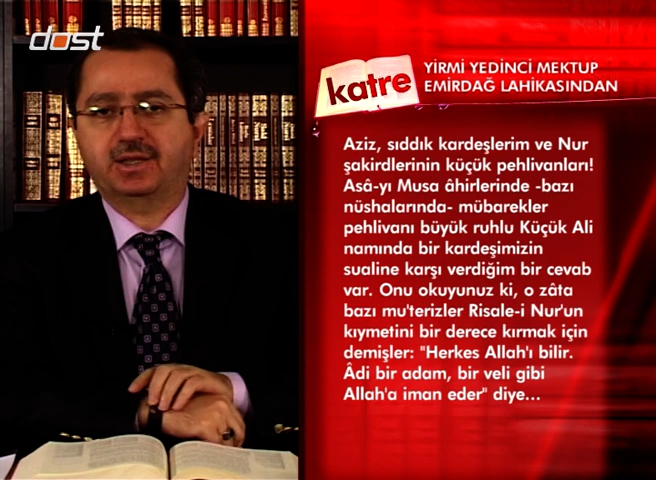 dost
katre
YİRMİ YEDİNCİ MEKTUP
EMİRDAĞ LAHİKASINDAN
Aziz, sıddık kardeşlerim ve Nur
şakirdlerinin küçük pehlivanları!
Asâ-yı Musa âhirlerinde -bazı
nüshalarında- mübarekler
pehlivanı büyük ruhlu Küçük Ali
namında bir kardeşimizin
sualine karşı verdiğim bir cevab
var. Onu okuyunuz ki, o zâta
bazı mu'terizler Risale-i Nur'un
kıymetini bir derece kırmak için
demişler: "Herkes Allah'ı bilir.
Âdi bir adam, bir veli gibi
Allah'a iman eder" diye...